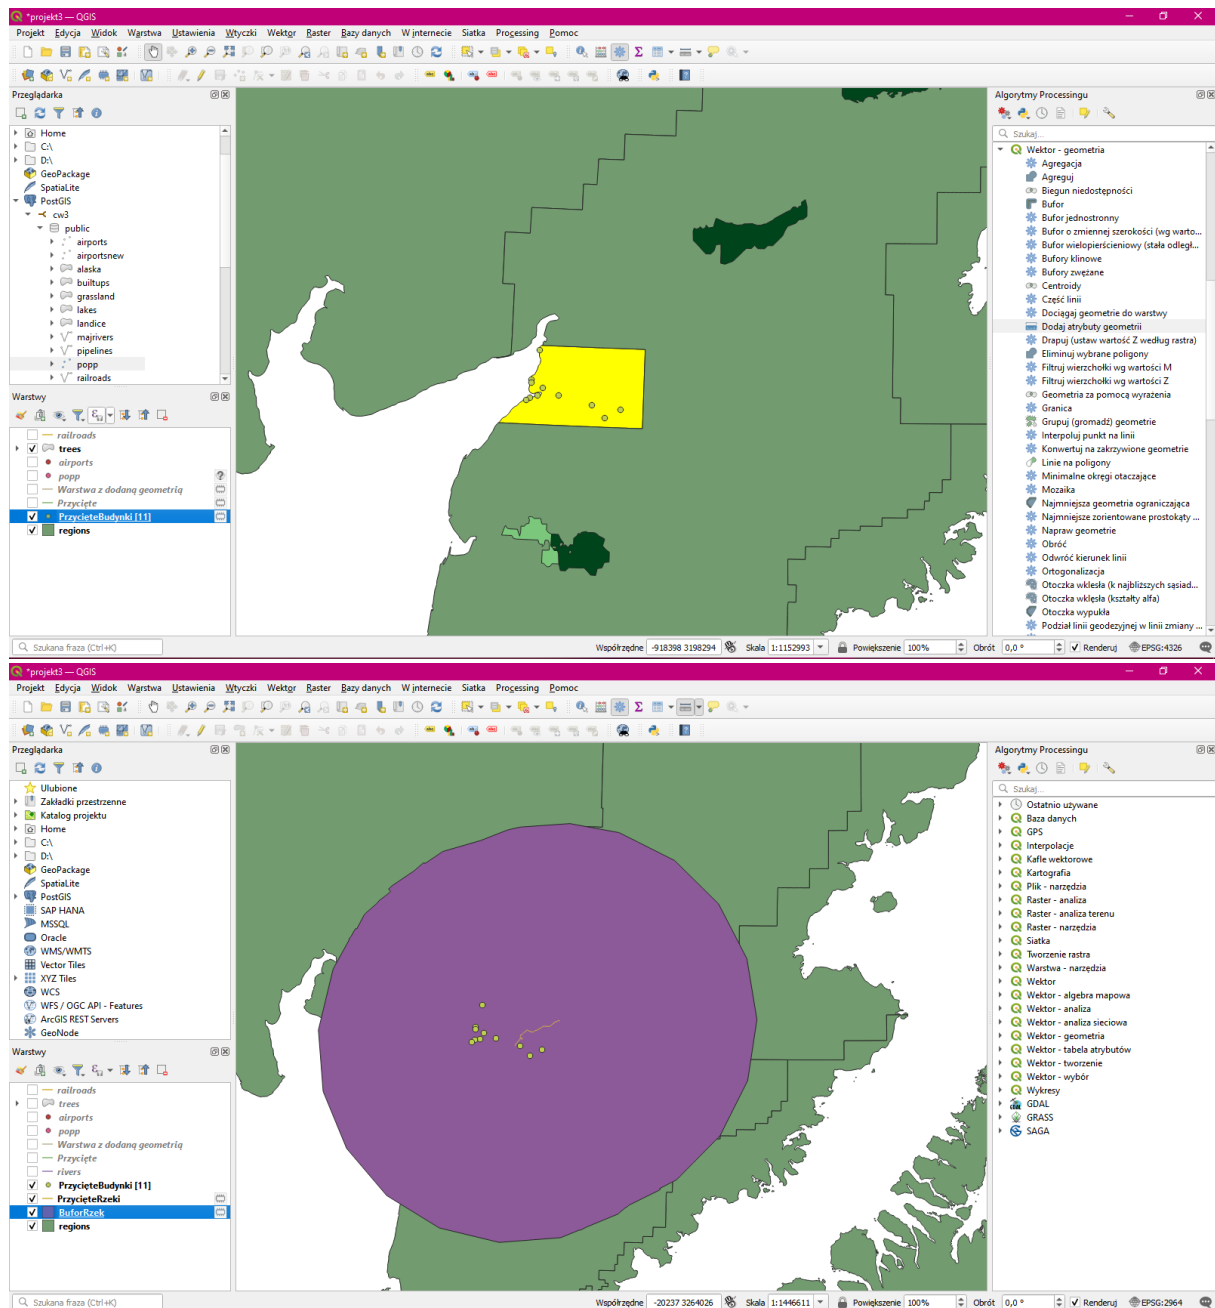 *projekt3 — QGIS
Projekt Edycja Widok Warstwa Ustawienia Wtyczki Wektor Raster Bazy danych W internecie Siatka Processing Pomoc
Przeglądarka
Home
C:\
D:\
GeoPackage
SpatiaLite
PostGIS
cw3
public
airports
airportsnew
alaska
builtups
grassland
lakes
landice
majrivers
pipelines
popp
railroads
Warstwy
railroads
trees
airports
popp
Warstwa z dodaną geometrią
Przycięte
PrzycieteBudynki [11]
regions
Algorytmy Processingu
Szukaj...
Wektor - geometria
Agregacja
Agreguj
Biegun niedostępności
Bufor
Bufor jednostronny
Bufor o zmiennej szerokości (wg warto...
Bufor wielopierścieniowy (stała odległ...
Bufory klinowe
Bufory zwężane
Centroidy
Część linii
Dociągaj geometrie do warstwy
Dodaj atrybuty geometrii
Drapuj (ustaw wartość Z według rastra)
Eliminuj wybrane poligony
Filtruj wierzchołki wg wartości M
Filtruj wierzchołki wg wartości Z
Geometria za pomocą wyrażenia
Granica
Grupuj (gromadź) geometrie
Interpoluj punkt na linii
Konwertuj na zakrzywione geometrie
Linie na poligony
Minimalne okręgi otaczające
Mozaika
Najmniejsza geometria ograniczająca
Najmniejsze zorientowane prostokąty ...
Napraw geometrie
Obróć
Odwróć kierunek linii
Ortogonalizacja
Otoczka wklęsła (k najbliższych sąsiad...
Otoczka wklęsła (kształty alfa)
Otoczka wypukła
Podział linii geodezyjnej w linii zmiany ...
Szukana fraza (Ctrl+K)
Współrzędne -918398 3198294 Skala 1:1152993 Powiększenie 100% Obrót 0,0 ° Renderuj EPSG:4326
*projekt3 — QGIS
Projekt Edycja Widok Warstwa Ustawienia Wtyczki Wektor Raster Bazy danych W internecie Siatka Processing Pomoc
Przeglądarka
Ulubione
Zakładki przestrzenne
Katalog projektu
Home
C:\
D:\
GeoPackage
SpatiaLite
PostGIS
SAP HANA
MSSQL
Oracle
WMS/WMTS
Vector Tiles
XYZ Tiles
WCS
WFS / OGC API - Features
ArcGIS REST Servers
GeoNode
Warstwy
railroads
trees
airports
popp
Warstwa z dodaną geometrią
Przycięte
rivers
PrzycięteBudynki [11]
PrzycięteRzeki
BuforRzek
regions
Algorytmy Processingu
Szukaj...
Ostatnio używane
Baza danych
GPS
Interpolacje
Kafle wektorowe
Kartografia
Plik - narzędzia
Raster - analiza
Raster - analiza terenu
Raster - narzędzia
Siatka
Tworzenie rastra
Warstwa - narzędzia
Wektor
Wektor - algebra mapowa
Wektor - analiza
Wektor - analiza sieciowa
Wektor - geometria
Wektor - tabela atrybutów
Wektor - tworzenie
Wektor - wybór
Wykresy
GDAL
GRASS
SAGA
Szukana fraza (Ctrl+K)
Współrzędne -20237 3264026 Skala 1:1446611 Powiększenie 100% Obrót 0,0 ° Renderuj EPSG:2964